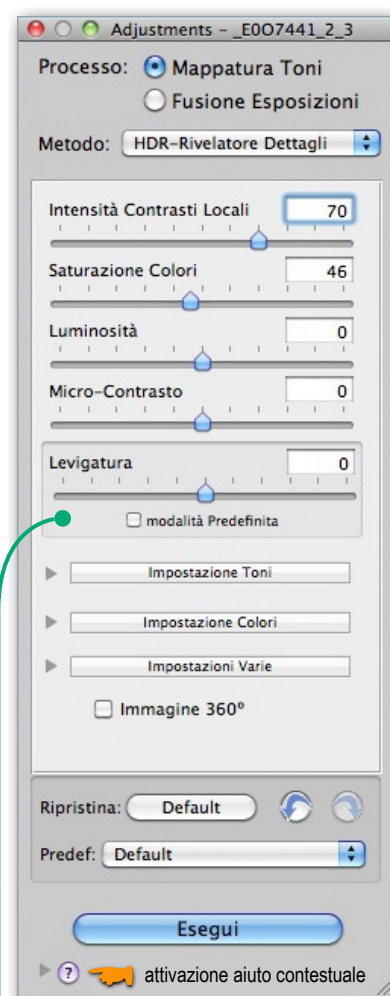 Adjustments - _E0O7441_2_3
Processo: Mappatura Toni
Fusione Esposizioni
Metodo: HDR-Rivelatore Dettagli
Intensità Contrasti Locali 70
Saturazione Colori 46
Luminosità 0
Micro-Contrasto 0
Levigatura 0
modalità Predefinita
Impostazione Toni
Impostazione Colori
Impostazioni Varie
Immagine 360°
Ripristina: Default
Predef: Default
Esegui
? attivazione aiuto contestuale